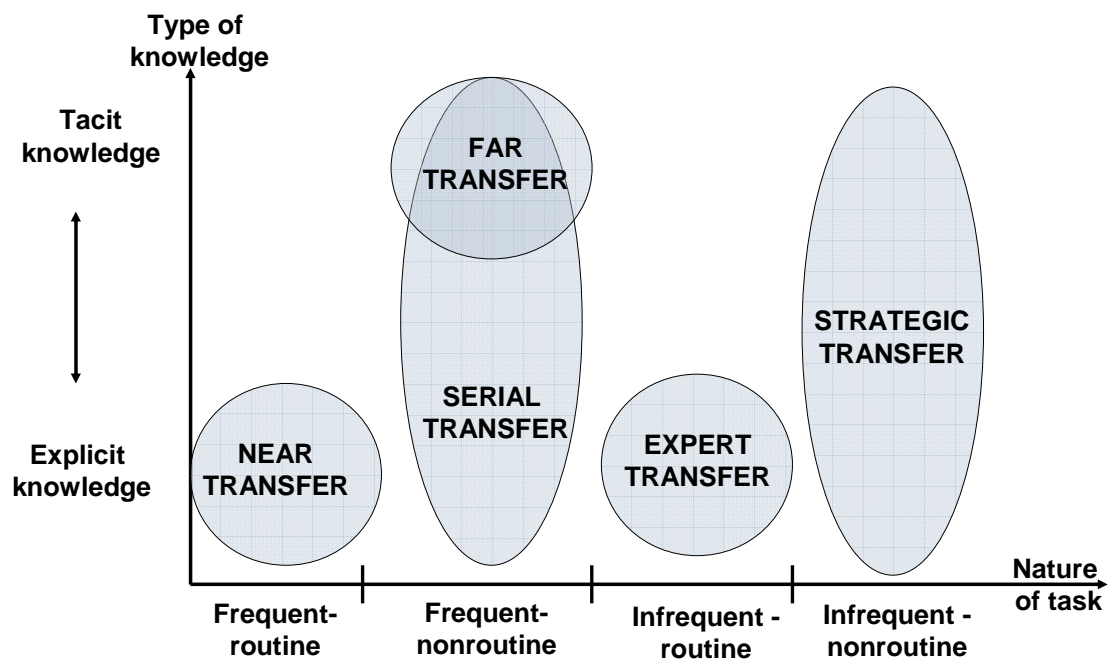 Type of
knowledge
Tacit
knowledge
FAR
TRANSFER
STRATEGIC
TRANSFER
SERIAL
TRANSFER
NEAR
TRANSFER
EXPERT
TRANSFER
Explicit
knowledge
Nature
of task
Frequent-
routine
Frequent-
nonroutine
Infrequent -
routine
Infrequent -
nonroutine